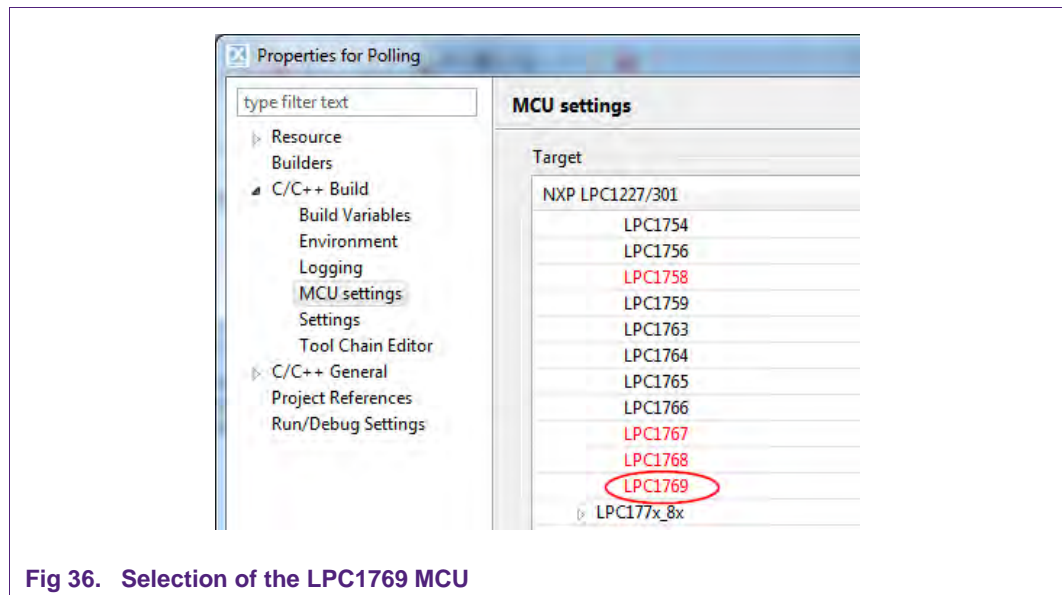 Properties for Polling
type filter text
Resource
Builders
C/C++ Build
Build Variables
Environment
Logging
MCU settings
Settings
Tool Chain Editor
C/C++ General
Project References
Run/Debug Settings
MCU settings
Target
NXP LPC1227/301
LPC1754
LPC1756
LPC1758
LPC1759
LPC1763
LPC1764
LPC1765
LPC1766
LPC1767
LPC1768
LPC1769
LPC177x_8x
Fig 36. Selection of the LPC1769 MCU